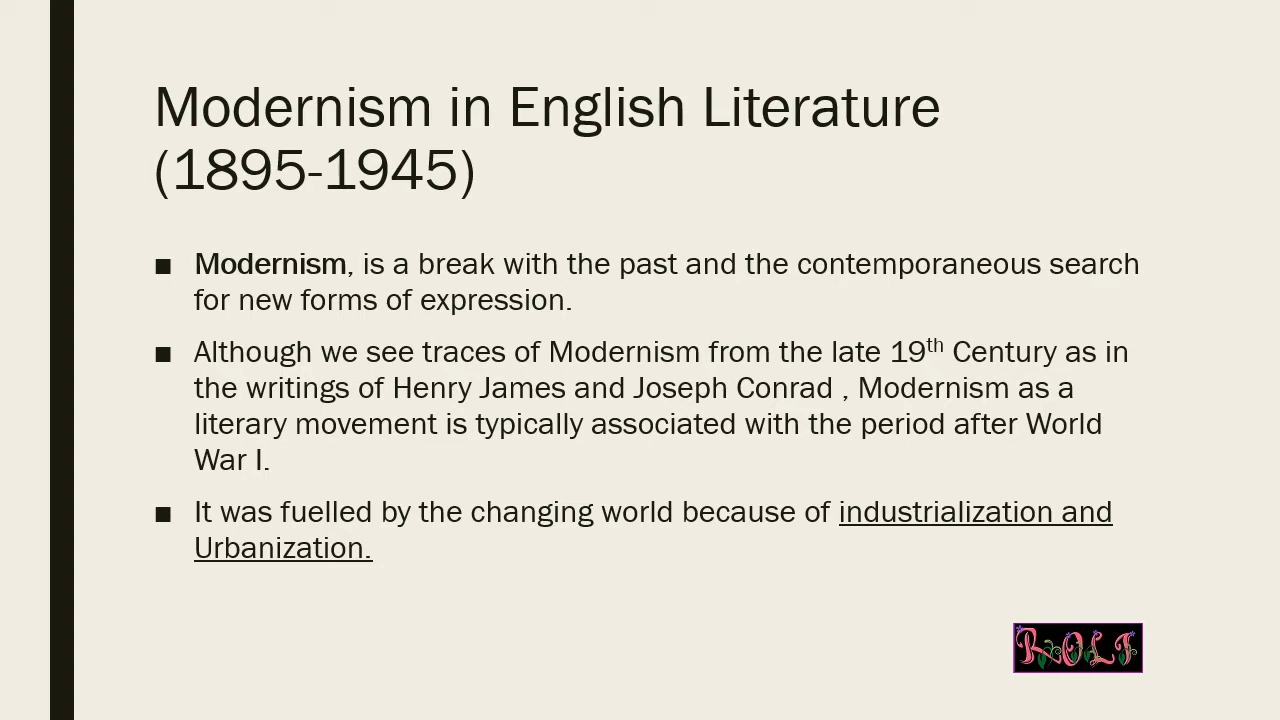 Modernism in English Literature
(1895-1945)
■ Modernism, is a break with the past and the contemporaneous search
for new forms of expression.
■ Although we see traces of Modernism from the late 19th Century as in
the writings of Henry James and Joseph Conrad , Modernism as a
literary movement is typically associated with the period after World
War I.
■ It was fuelled by the changing world because of industrialization and
Urbanization.